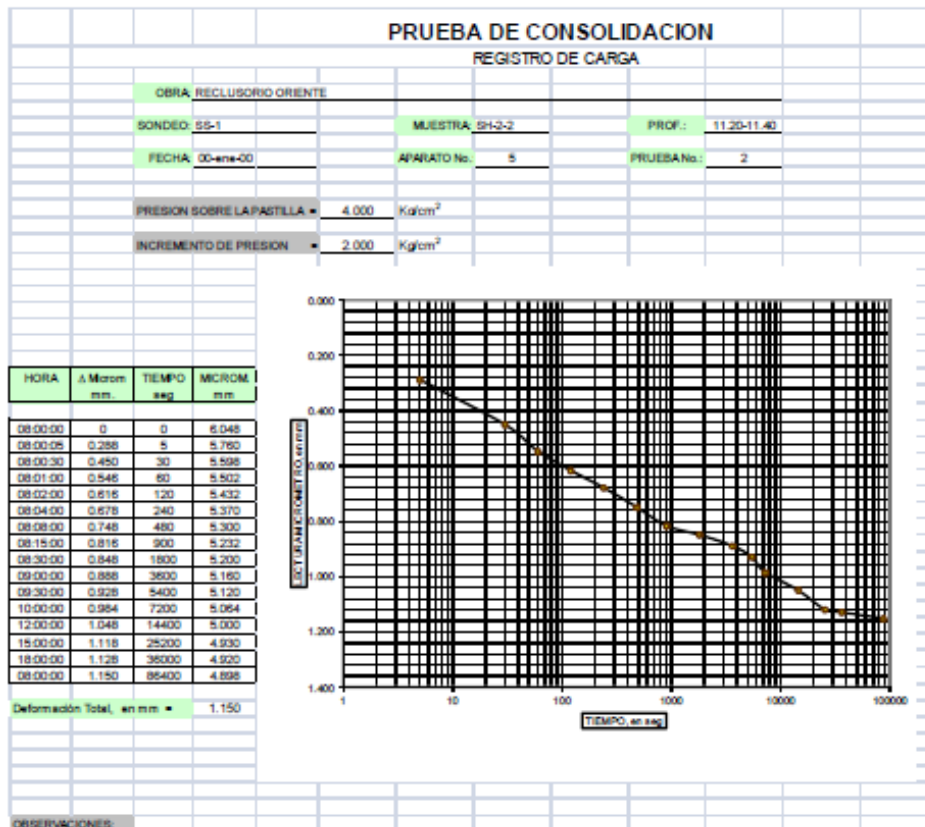 PRUEBA DE CONSOLIDACION
REGISTRO DE CARGA
OBRA: RECLUSORIO ORIENTE
SONDEO: SS-1 MUESTRA: SH-2-2 PROF.: 11.20-11.40
FECHA: 00-ene-00 APARATO No. 5 PRUEBA No.: 2
PRESION SOBRE LA PASTILLA = 4.000 Kg/cm²
INCREMENTO DE PRESION = 2.000 Kg/cm²
HORA Δ Microm mm. TIEMPO seg MICROM. mm
08:00:00 0 0 6.048
08:00:05 0.288 5 5.760
08:00:30 0.450 30 5.598
08:01:00 0.546 60 5.502
08:02:00 0.616 120 5.432
08:04:00 0.678 240 5.370
08:08:00 0.748 480 5.300
08:15:00 0.816 900 5.232
08:30:00 0.848 1800 5.200
09:00:00 0.888 3600 5.160
09:30:00 0.928 5400 5.120
10:00:00 0.984 7200 5.064
12:00:00 1.048 14400 5.000
15:00:00 1.118 25200 4.930
18:00:00 1.128 36000 4.920
08:00:00 1.150 86400 4.898
Deformación Total, en mm = 1.150
0.000
0.200
0.400
0.600
0.800
1.000
1.200
1.400
LECTURA MICROMETRO, en mm
1 10 100 1000 10000 100000
TIEMPO, en seg
OBSERVACIONES: